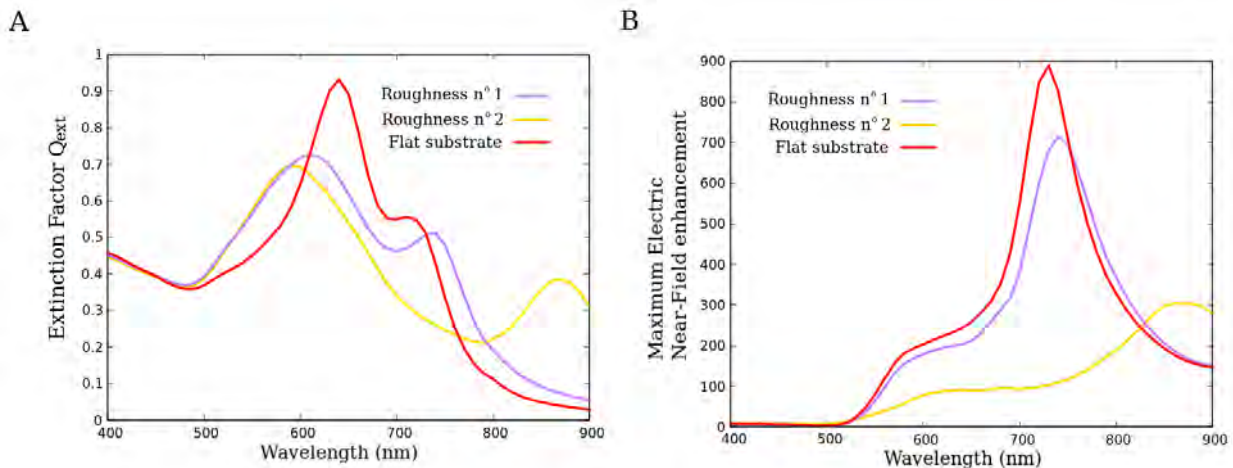 A
Extinction Factor Qext
1
0.9
0.8
0.7
0.6
0.5
0.4
0.3
0.2
0.1
0
400 500 600 700 800 900
Wavelength (nm)
Roughness n° 1
Roughness n° 2
Flat substrate
B
Maximum Electric
Near-Field enhancement
900
800
700
600
500
400
300
200
100
0
400 500 600 700 800 900
Wavelength (nm)
Roughness n° 1
Roughness n° 2
Flat substrate